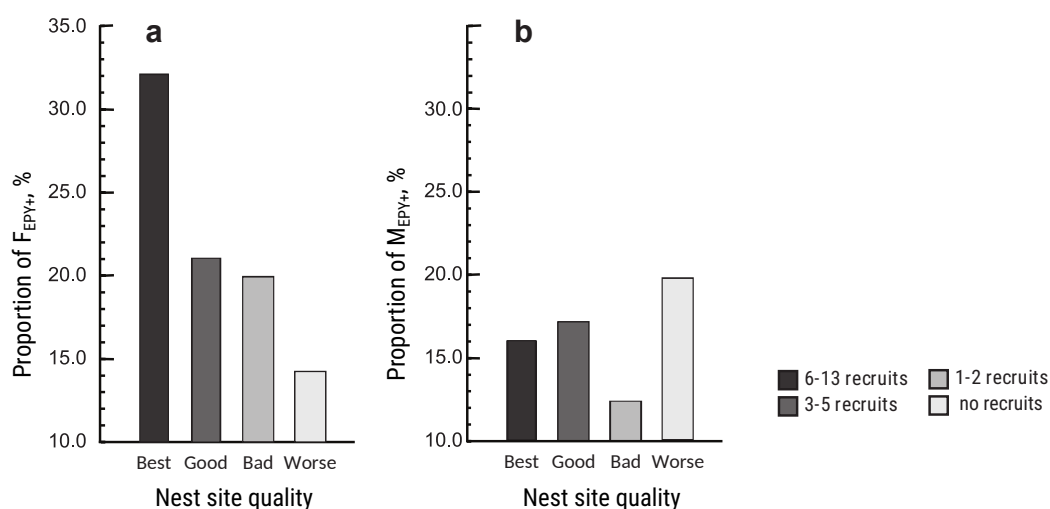 a
35.0
30.0
25.0
20.0
15.0
10.0
Proportion of F_EPY+, %
Best Good Bad Worse
Nest site quality
b
35.0
30.0
25.0
20.0
15.0
10.0
Proportion of M_EPY+, %
Best Good Bad Worse
Nest site quality
6-13 recruits
1-2 recruits
3-5 recruits
no recruits